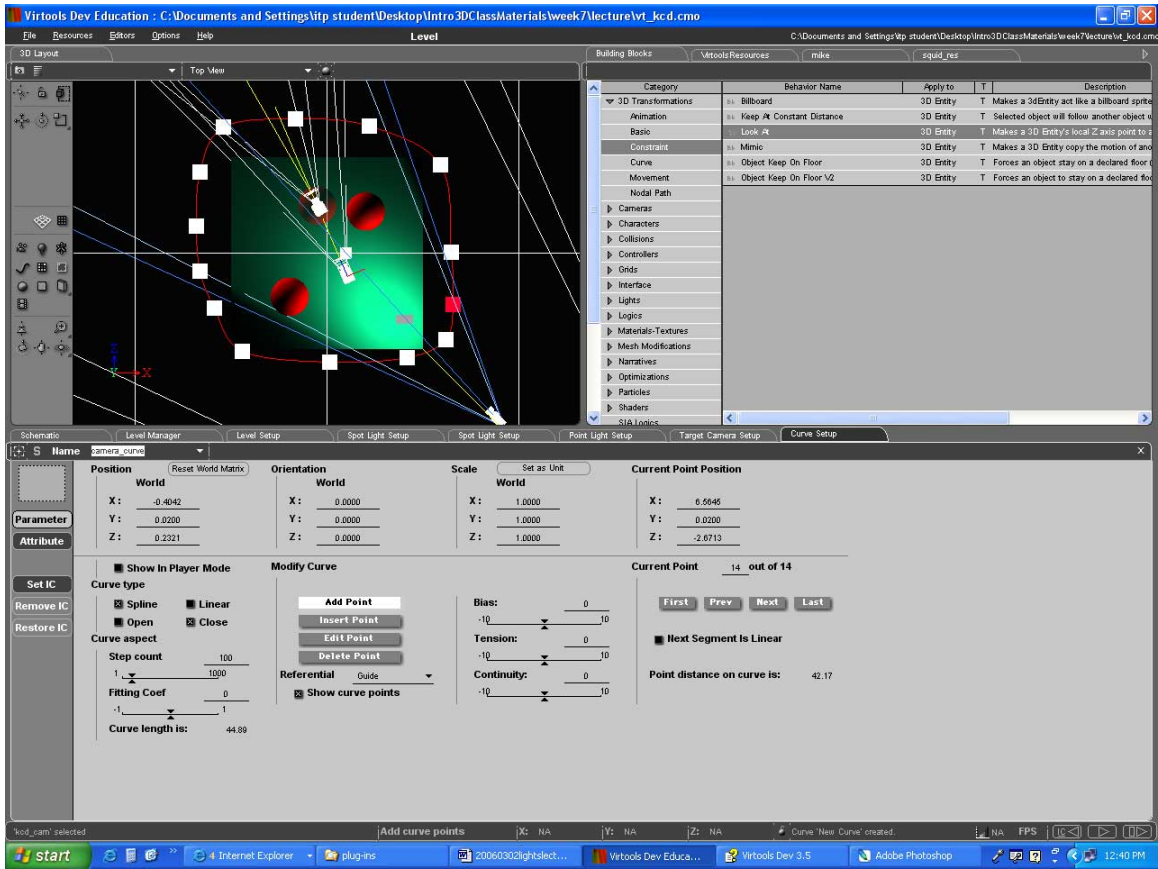 Virtools Dev Education : C:\Documents and Settings\itp student\Desktop\Intro3DClassMaterials\week7\lecture\vt_kcd.cmo
File Resources Editors Options Help Level C:\Documents and Settings\itp student\Desktop\Intro3DClassMaterials\week7\lecture\vt_kcd.cmo
3D Layout
Top View
Z
Y X
Building Blocks VirtoolsResources mike squid_res
Category Behavior Name Apply to T Description
3D Transformations Billboard 3D Entity T Makes a 3dEntity act like a billboard sprite
Animation Keep At Constant Distance 3D Entity T Selected object will follow another object w
Basic Look At 3D Entity T Makes a 3D Entity's local Z axis point to a
Constraint Mimic 3D Entity T Makes a 3D Entity copy the motion of ano
Curve Object Keep On Floor 3D Entity T Forces an object stay on a declared floor (
Movement Object Keep On Floor V2 3D Entity T Forces an object to stay on a declared floo
Nodal Path
Cameras
Characters
Collisions
Controllers
Grids
Interface
Lights
Logics
Materials-Textures
Mesh Modifications
Narratives
Optimizations
Particles
Shaders
Schematic Level Manager Level Setup Spot Light Setup Spot Light Setup Point Light Setup Target Camera Setup Curve Setup
[+] S Name camera_curve X
Position Reset World Matrix Orientation Scale Set as Unit Current Point Position
World World World
X: -0.4042 X: 0.0000 X: 1.0000 X: 6.5645
Y: 0.0200 Y: 0.0000 Y: 1.0000 Y: 0.0200
Z: 0.2321 Z: 0.0000 Z: 1.0000 Z: -2.6713
Parameter
Attribute
Set IC
Remove IC
Restore IC
Show In Player Mode Modify Curve Current Point 14 out of 14
Curve type
Spline Linear Add Point Bias: 0 First Prev Next Last
Open Close Insert Point -10 10
Curve aspect Edit Point Tension: 0 Next Segment Is Linear
Step count 100 Delete Point -10 10
1 1000 Referential Guide Continuity: 0 Point distance on curve is: 42.17
Fitting Coef 0 Show curve points -10 10
-1 1
Curve length is: 44.89
'kcd_cam' selected Add curve points X: NA Y: NA Z: NA Curve 'New Curve' created. NA FPS
start 4 Internet Explorer plug-ins 20060302lightslect... Virtools Dev Educa... Virtools Dev 3.5 Adobe Photoshop 12:40 PM